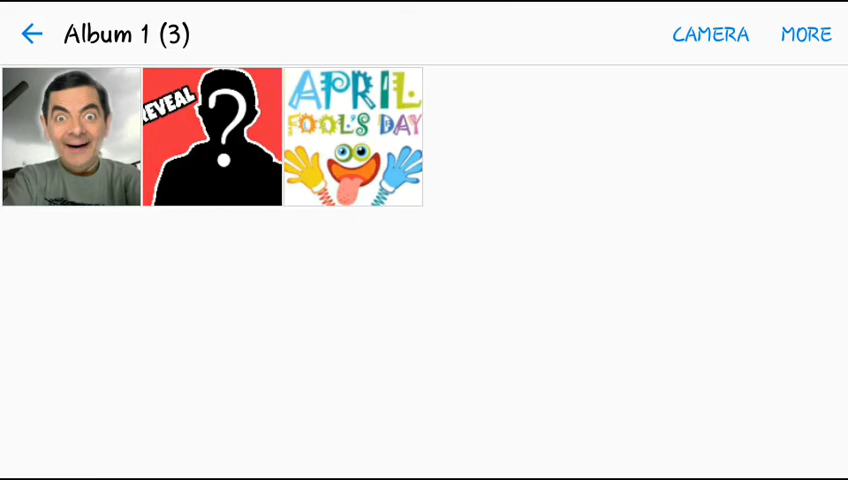 Album 1 (3)
CAMERA
MORE
REVEAL
?
APRIL
FOOL'S DAY